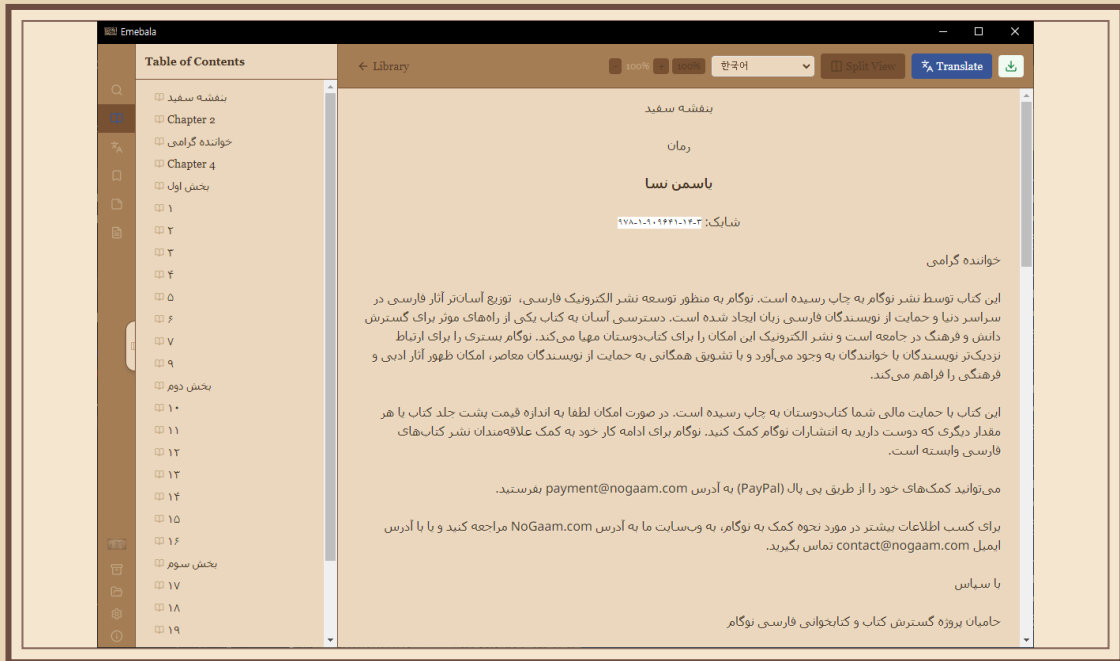 Emebala
Table of Contents
← Library
- 100% + 100%
한국어
Split View
Translate
بنفشه سفید
Chapter 2
خواننده گرامی
Chapter 4
بخش اول
۱
۲
۳
۴
۵
۶
۷
۹
بخش دوم
۱۰
۱۱
۱۲
۱۳
۱۴
۱۵
۱۶
بخش سوم
۱۷
۱۸
۱۹
بنفشه سفید
رمان
یاسمن نسا
شابک: ۹۷۸-۱-۹۰۹۶۴۱-۱۴-۳
خواننده گرامی
این کتاب توسط نشر نوگام به چاپ رسیده است. نوگام به منظور توسعه نشر الکترونیک فارسی، توزیع آسان‌تر آثار فارسی در
سراسر دنیا و حمایت از نویسندگان فارسی زبان ایجاد شده است. دسترسی آسان به کتاب یکی از راه‌های موثر برای گسترش
دانش و فرهنگ در جامعه است و نشر الکترونیک این امکان را برای کتاب‌دوستان مهیا می‌کند. نوگام بستری را برای ارتباط
نزدیک‌تر نویسندگان با خوانندگان به وجود می‌آورد و با تشویق همگانی به حمایت از نویسندگان معاصر، امکان ظهور آثار ادبی و
فرهنگی را فراهم می‌کند.
این کتاب با حمایت مالی شما کتاب‌دوستان به چاپ رسیده است. در صورت امکان لطفا به اندازه قیمت پشت جلد کتاب یا هر
مقدار دیگری که دوست دارید به انتشارات نوگام کمک کنید. نوگام برای ادامه کار خود به کمک علاقه‌مندان نشر کتاب‌های
فارسی وابسته است.
می‌توانید کمک‌های خود را از طریق پی پال (PayPal) به آدرس payment@nogaam.com بفرستید.
برای کسب اطلاعات بیشتر در مورد نحوه کمک به نوگام، به وب‌سایت ما به آدرس NoGaam.com مراجعه کنید و یا با آدرس
ایمیل contact@nogaam.com تماس بگیرید.
با سپاس
حامیان پروژه گسترش کتاب و کتابخوانی فارسی نوگام